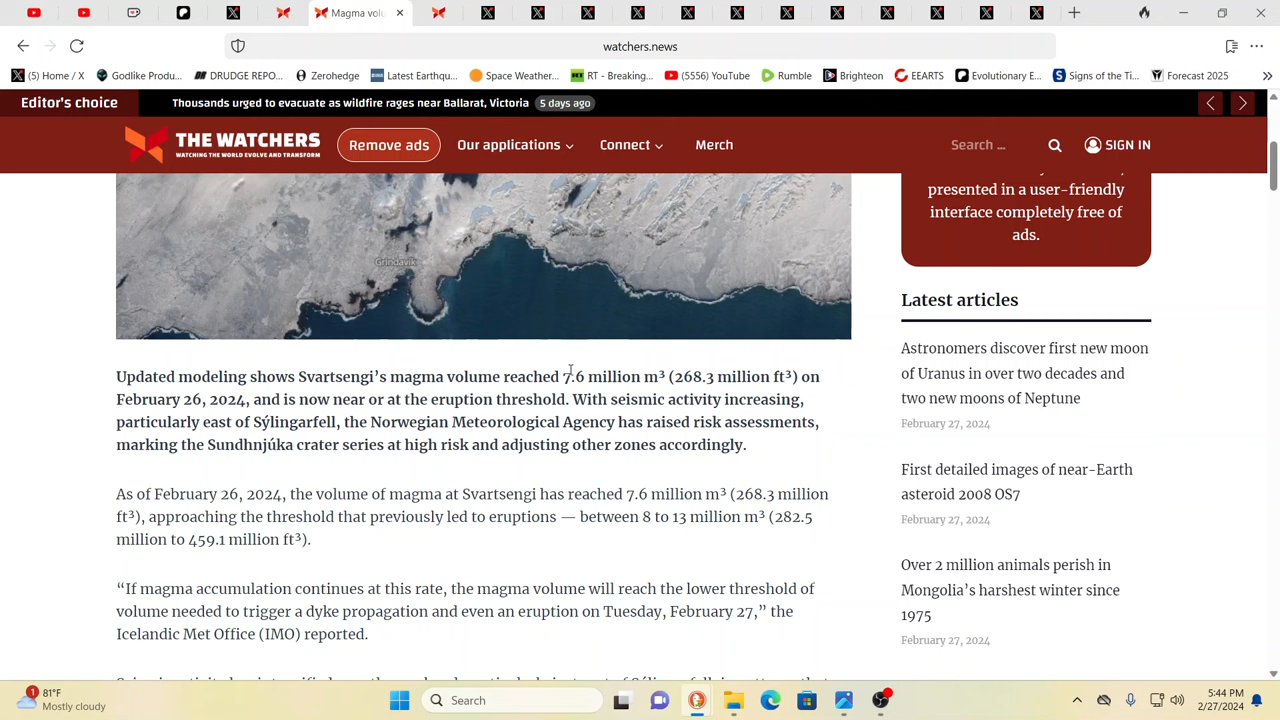 Magma volu
watchers.news
(5) Home / X
Godlike Produ...
DRUDGE REPO...
Zerohedge
Latest Earthqu...
Space Weather...
RT - Breaking...
(5556) YouTube
Rumble
Brighteon
EEARTS
Evolutionary E...
Signs of the Ti...
Forecast 2025
Editor's choice
Thousands urged to evacuate as wildfire rages near Ballarat, Victoria 5 days ago
THE WATCHERS
WATCHING THE WORLD EVOLVE AND TRANSFORM
Remove ads
Our applications
Connect
Merch
Search ...
SIGN IN
presented in a user-friendly
interface completely free of
ads.
Grindavik
Updated modeling shows Svartsengi’s magma volume reached 7.6 million m³ (268.3 million ft³) on
February 26, 2024, and is now near or at the eruption threshold. With seismic activity increasing,
particularly east of Sýlingarfell, the Norwegian Meteorological Agency has raised risk assessments,
marking the Sundhnjúka crater series at high risk and adjusting other zones accordingly.
As of February 26, 2024, the volume of magma at Svartsengi has reached 7.6 million m³ (268.3 million
ft³), approaching the threshold that previously led to eruptions — between 8 to 13 million m³ (282.5
million to 459.1 million ft³).
“If magma accumulation continues at this rate, the magma volume will reach the lower threshold of
volume needed to trigger a dyke propagation and even an eruption on Tuesday, February 27,” the
Icelandic Met Office (IMO) reported.
Latest articles
Astronomers discover first new moon
of Uranus in over two decades and
two new moons of Neptune
February 27, 2024
First detailed images of near-Earth
asteroid 2008 OS7
February 27, 2024
Over 2 million animals perish in
Mongolia’s harshest winter since
1975
February 27, 2024
1
81°F
Mostly cloudy
Search
5:44 PM
2/27/2024